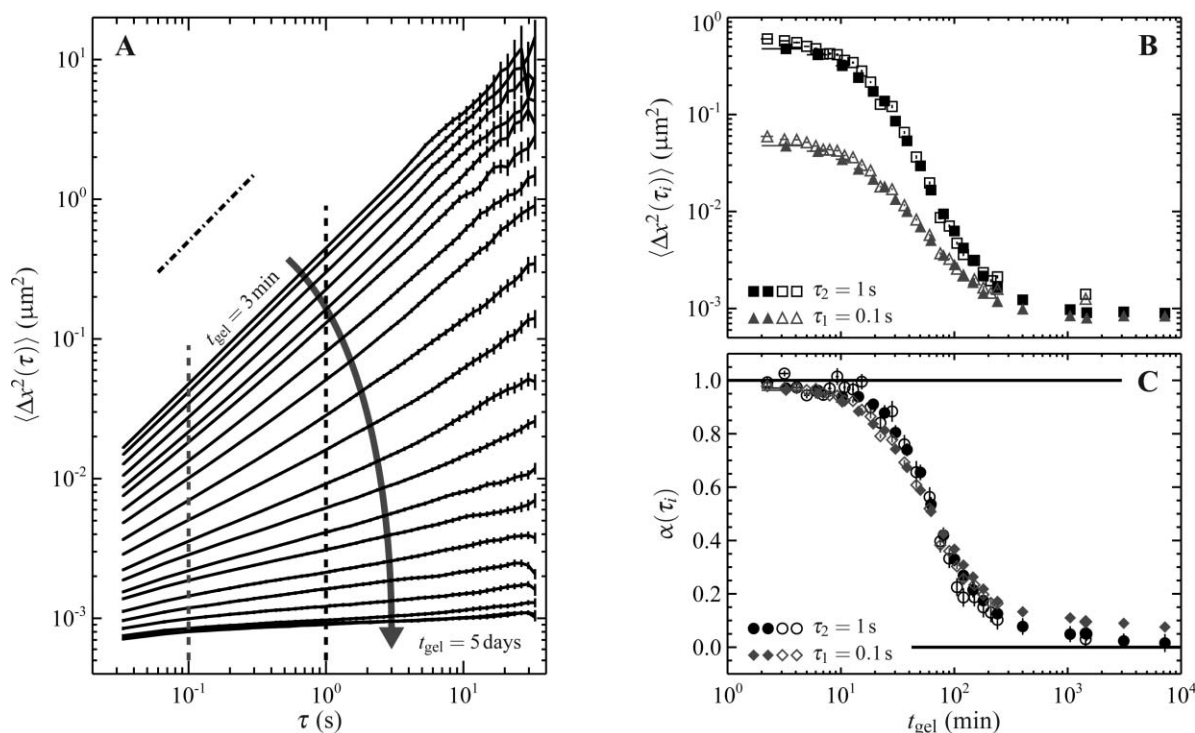 A
10¹
10⁰
10⁻¹
10⁻²
10⁻³
⟨Δx²(τ)⟩ (μm²)
t_gel = 3 min
t_gel = 5 days
10⁻¹
10⁰
10¹
τ (s)
B
10⁰
10⁻¹
10⁻²
10⁻³
⟨Δx²(τᵢ)⟩ (μm²)
τ₂ = 1 s
τ₁ = 0.1 s
C
1.0
0.8
0.6
0.4
0.2
0.0
α(τᵢ)
τ₂ = 1 s
τ₁ = 0.1 s
10⁰
10¹
10²
10³
10⁴
t_gel (min)